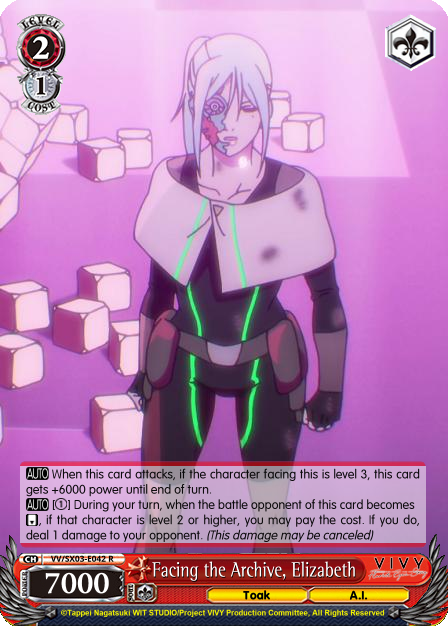 LEVEL
2
1
COST
AUTO When this card attacks, if the character facing this is level 3, this card
gets +6000 power until end of turn.
AUTO [①] During your turn, when the battle opponent of this card becomes
, if that character is level 2 or higher, you may pay the cost. If you do,
deal 1 damage to your opponent. (This damage may be canceled)
VV/SX03-E042 R
Facing the Archive, Elizabeth
VIVY
POWER
7000
SOUL
Toak
A.I.
©Tappei Nagatsuki WIT STUDIO/Project VIVY Production Committee, All Rights Reserved